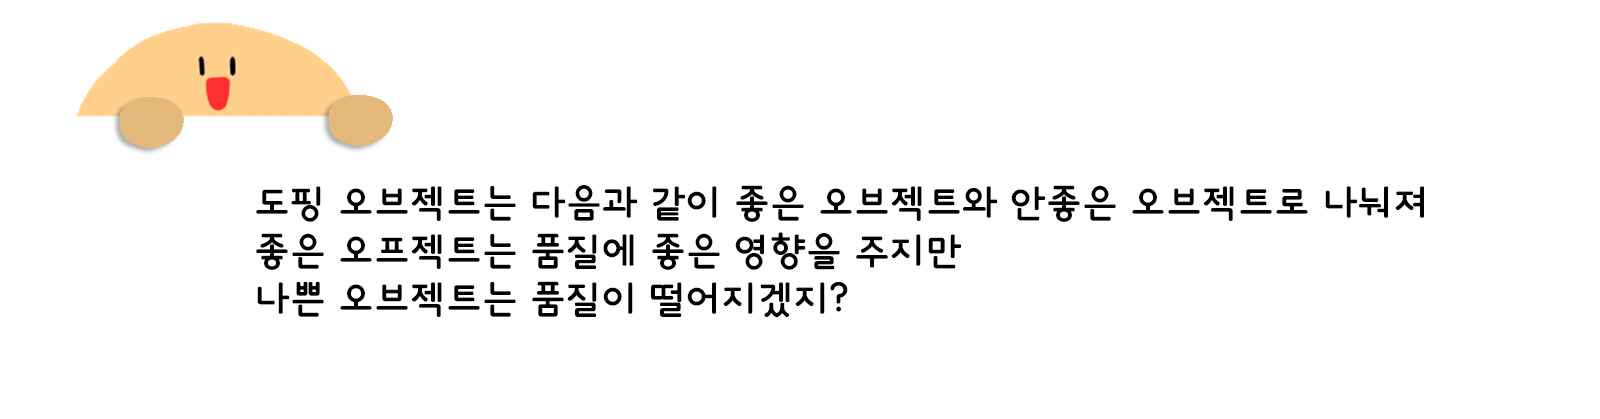 도핑 오브젝트는 다음과 같이 좋은 오브젝트와 안좋은 오브젝트로 나눠져
좋은 오프젝트는 품질에 좋은 영향을 주지만
나쁜 오브젝트는 품질이 떨어지겠지?